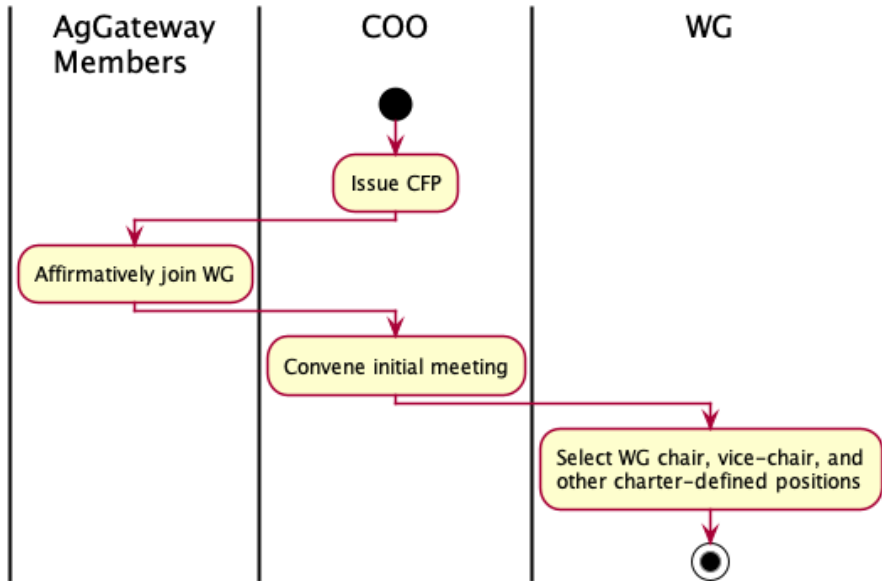 AgGateway
Members
COO
WG
Issue CFP
Affirmatively join WG
Convene initial meeting
Select WG chair, vice-chair, and
other charter-defined positions